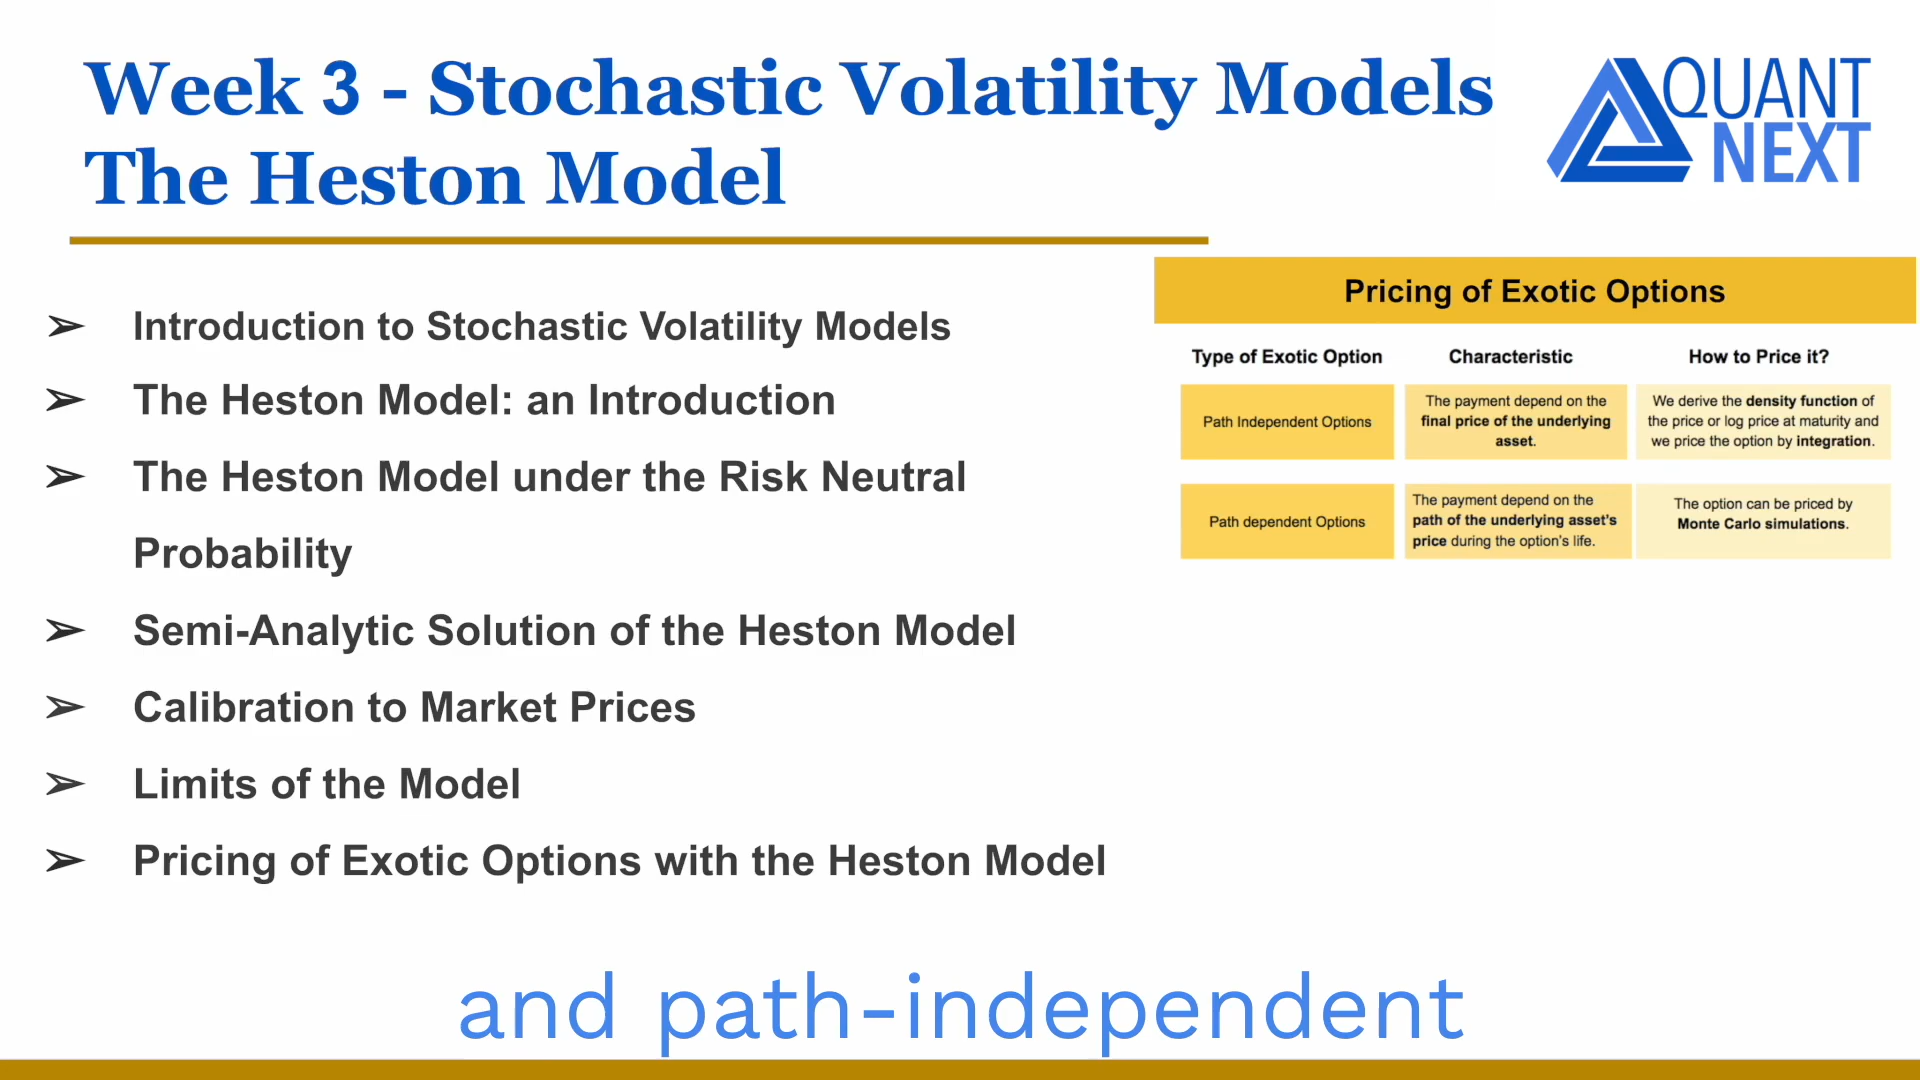 Week 3 - Stochastic Volatility Models
The Heston Model
QUANT
NEXT
➢ Introduction to Stochastic Volatility Models
➢ The Heston Model: an Introduction
➢ The Heston Model under the Risk Neutral
Probability
➢ Semi-Analytic Solution of the Heston Model
➢ Calibration to Market Prices
➢ Limits of the Model
➢ Pricing of Exotic Options with the Heston Model
Pricing of Exotic Options
Type of Exotic Option
Characteristic
How to Price it?
Path Independent Options
The payment depend on the
final price of the underlying
asset.
We derive the density function of
the price or log price at maturity and
we price the option by integration.
Path dependent Options
The payment depend on the
path of the underlying asset's
price during the option's life.
The option can be priced by
Monte Carlo simulations.
and path-independent